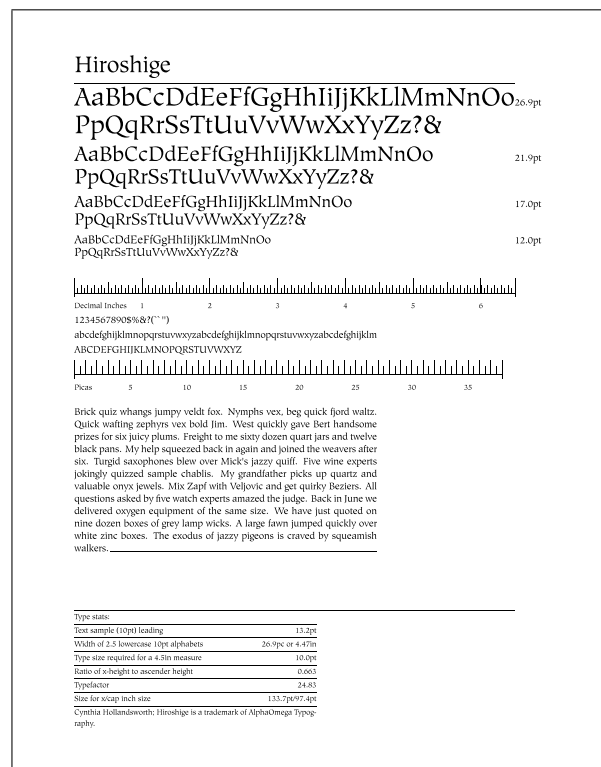 Hiroshige
AaBbCcDdEeFfGgHhIiJjKkLlMmNnOo 26.9pt
PpQqRrSsTtUuVvWwXxYyZz?&
AaBbCcDdEeFfGgHhIiJjKkLlMmNnOo 21.9pt
PpQqRrSsTtUuVvWwXxYyZz?&
AaBbCcDdEeFfGgHhIiJjKkLlMmNnOo 17.0pt
PpQqRrSsTtUuVvWwXxYyZz?&
AaBbCcDdEeFfGgHhIiJjKkLlMmNnOo 12.0pt
PpQqRrSsTtUuVvWwXxYyZz?&
Decimal Inches 1 2 3 4 5 6
1234567890$%&?(`` '')
abcdefghijklmnopqrstuvwxyzabcdefghijklmnopqrstuvwxyzabcdefghijklm
ABCDEFGHIJKLMNOPQRSTUVWXYZ
Picas 5 10 15 20 25 30 35
Brick quiz whangs jumpy veldt fox. Nymphs vex, beg quick fjord waltz.
Quick wafting zephyrs vex bold Jim. West quickly gave Bert handsome
prizes for six juicy plums. Freight to me sixty dozen quart jars and twelve
black pans. My help squeezed back in again and joined the weavers after
six. Turgid saxophones blew over Mick's jazzy quiff. Five wine experts
jokingly quizzed sample chablis. My grandfather picks up quartz and
valuable onyx jewels. Mix Zapf with Veljovic and get quirky Beziers. All
questions asked by five watch experts amazed the judge. Back in June we
delivered oxygen equipment of the same size. We have just quoted on
nine dozen boxes of grey lamp wicks. A large fawn jumped quickly over
white zinc boxes. The exodus of jazzy pigeons is craved by squeamish
walkers.
Type stats:
Text sample (10pt) leading 13.2pt
Width of 2.5 lowercase 10pt alphabets 26.9pc or 4.47in
Type size required for a 4.5in measure 10.0pt
Ratio of x-height to ascender height 0.663
Typefactor 24.83
Size for x/cap inch size 133.7pt/97.4pt
Cynthia Hollandsworth; Hiroshige is a trademark of AlphaOmega Typog-
raphy.